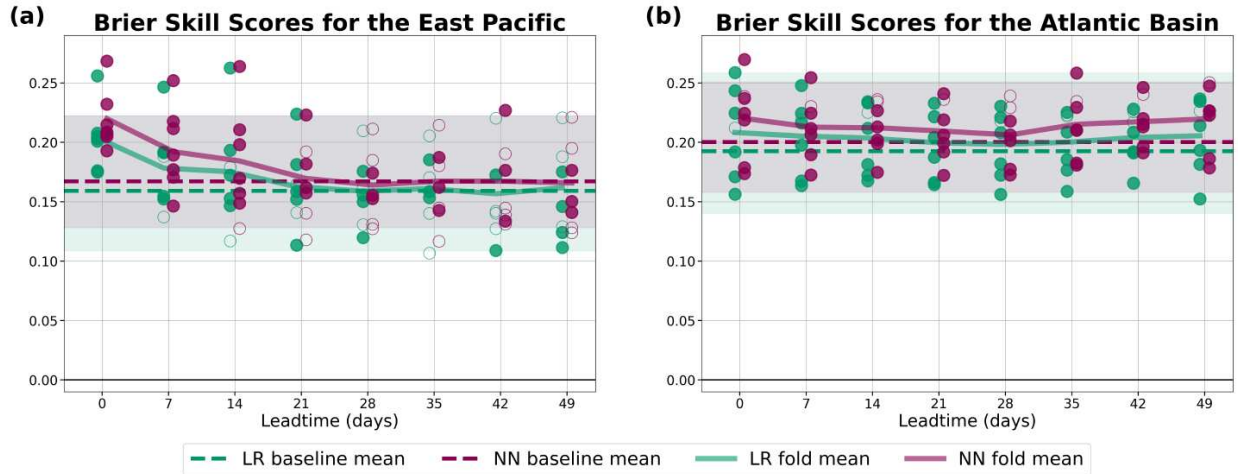 (a) Brier Skill Scores for the East Pacific
0.25
0.20
0.15
0.10
0.05
0.00
0 7 14 21 28 35 42 49
Leadtime (days)
(b) Brier Skill Scores for the Atlantic Basin
0.25
0.20
0.15
0.10
0.05
0.00
0 7 14 21 28 35 42 49
Leadtime (days)
LR baseline mean NN baseline mean LR fold mean NN fold mean